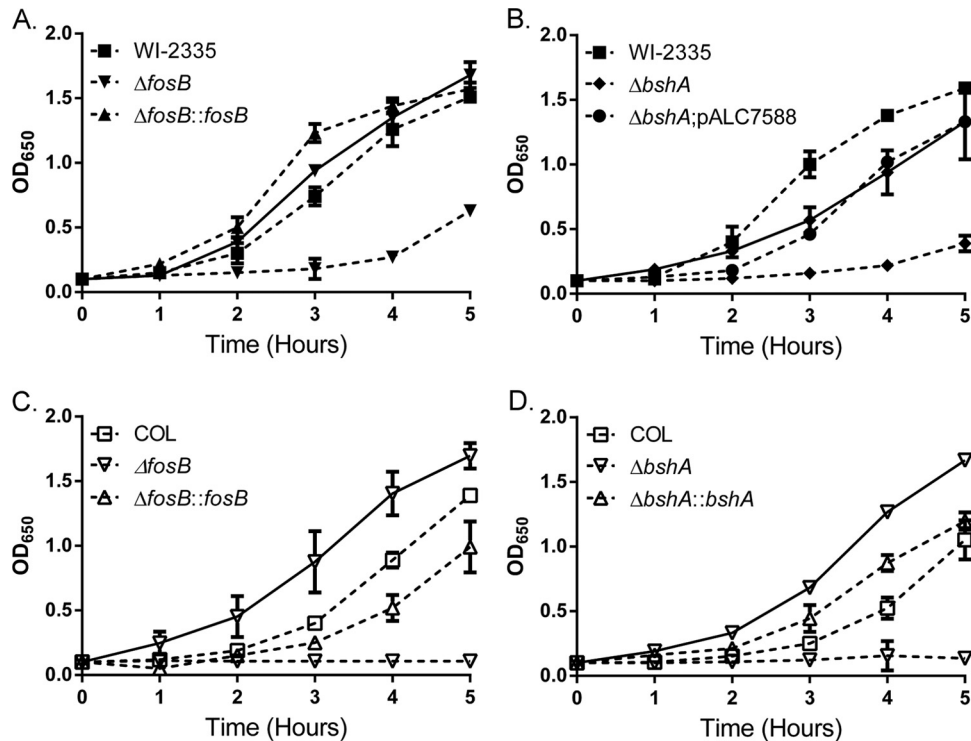 A.
WI-2335
ΔfosB
ΔfosB::fosB
OD650
2.0
1.5
1.0
0.5
0.0
0 1 2 3 4 5
Time (Hours)
B.
WI-2335
ΔbshA
ΔbshA;pALC7588
OD650
2.0
1.5
1.0
0.5
0.0
0 1 2 3 4 5
Time (Hours)
C.
COL
ΔfosB
ΔfosB::fosB
OD650
2.0
1.5
1.0
0.5
0.0
0 1 2 3 4 5
Time (Hours)
D.
COL
ΔbshA
ΔbshA::bshA
OD650
2.0
1.5
1.0
0.5
0.0
0 1 2 3 4 5
Time (Hours)